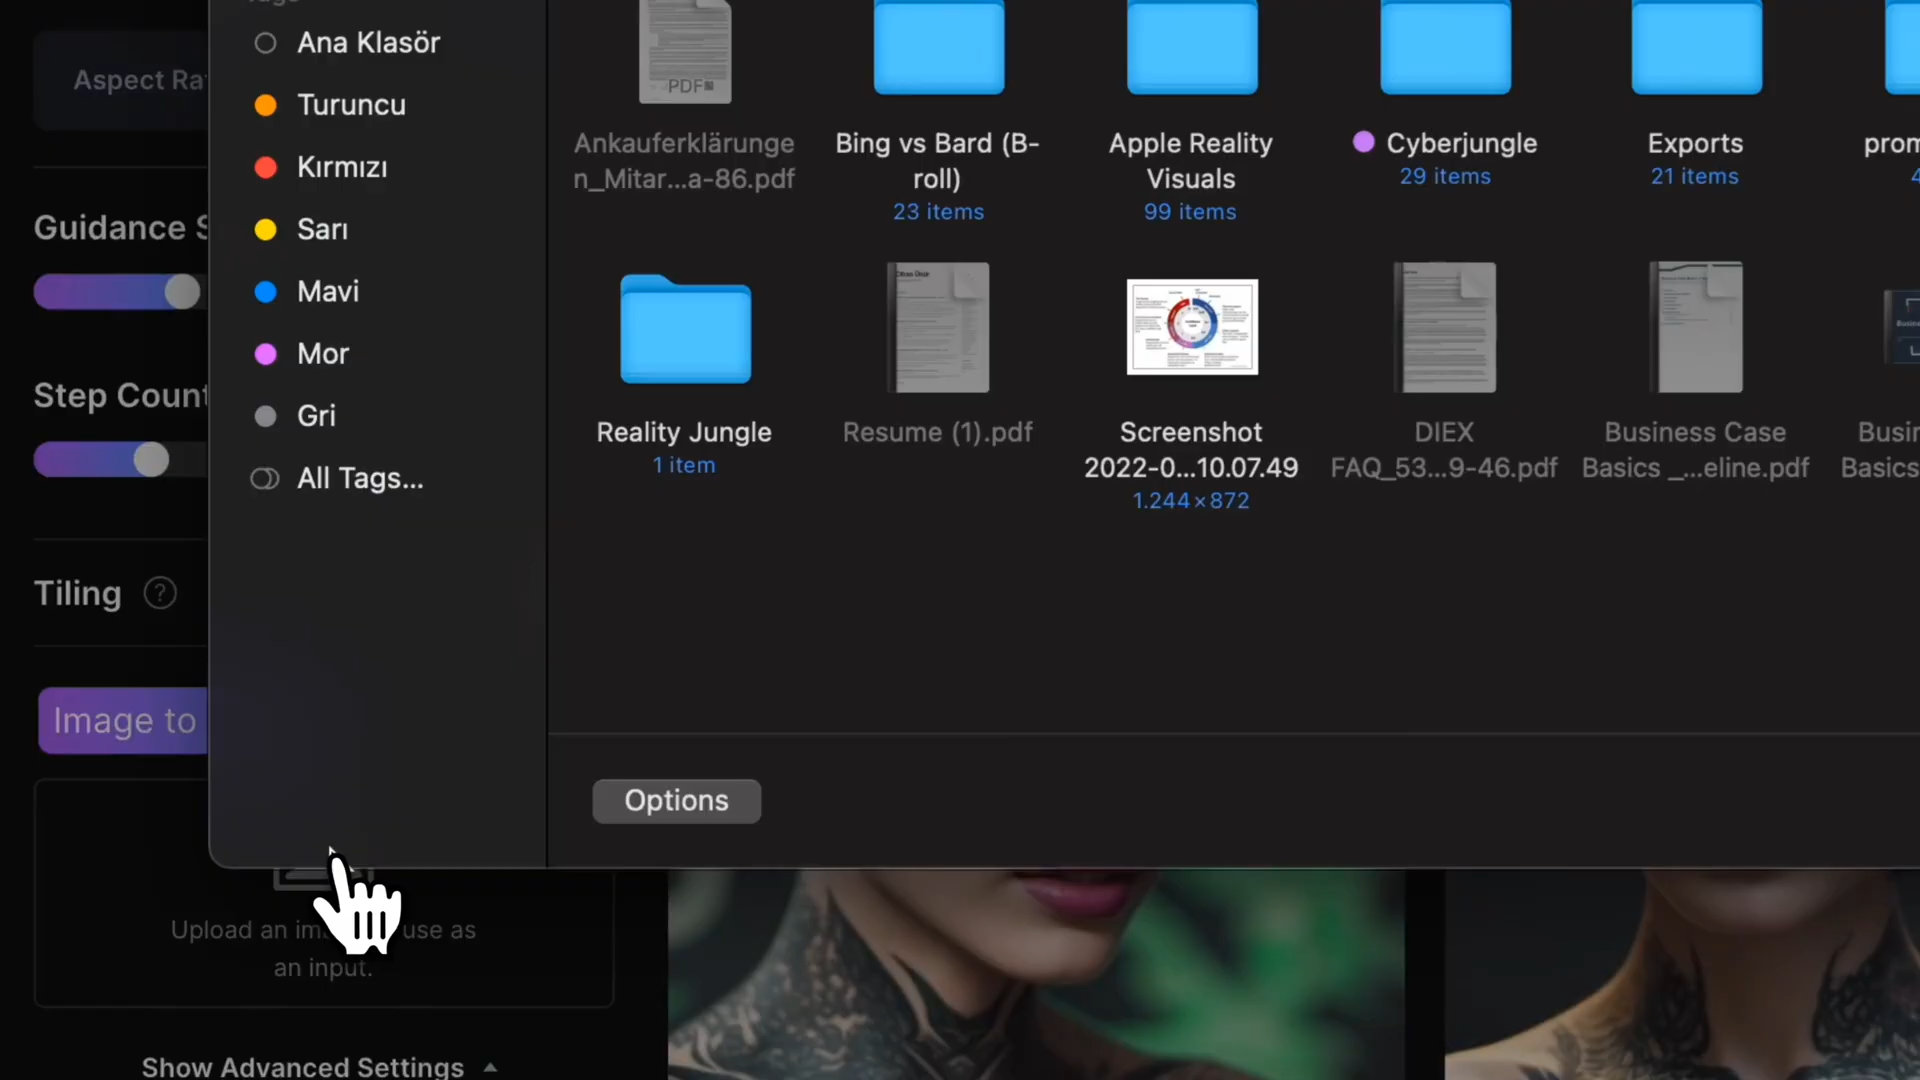 Aspect Ra
Guidance S
Step Count
Tiling
?
Image to
Upload an im
use as
an input.
Show Advanced Settings
Ana Klasör
Turuncu
Kırmızı
Sarı
Mavi
Mor
Gri
All Tags...
PDF
Ankauferklärunge
n_Mitar...a-86.pdf
Bing vs Bard (B-
roll)
23 items
Apple Reality
Visuals
99 items
Cyberjungle
29 items
Exports
21 items
prom
4
Reality Jungle
1 item
Resume (1).pdf
Screenshot
2022-0...10.07.49
1.244×872
DIEX
FAQ_53...9-46.pdf
Business Case
Basics _...eline.pdf
Busin
Basics
Options